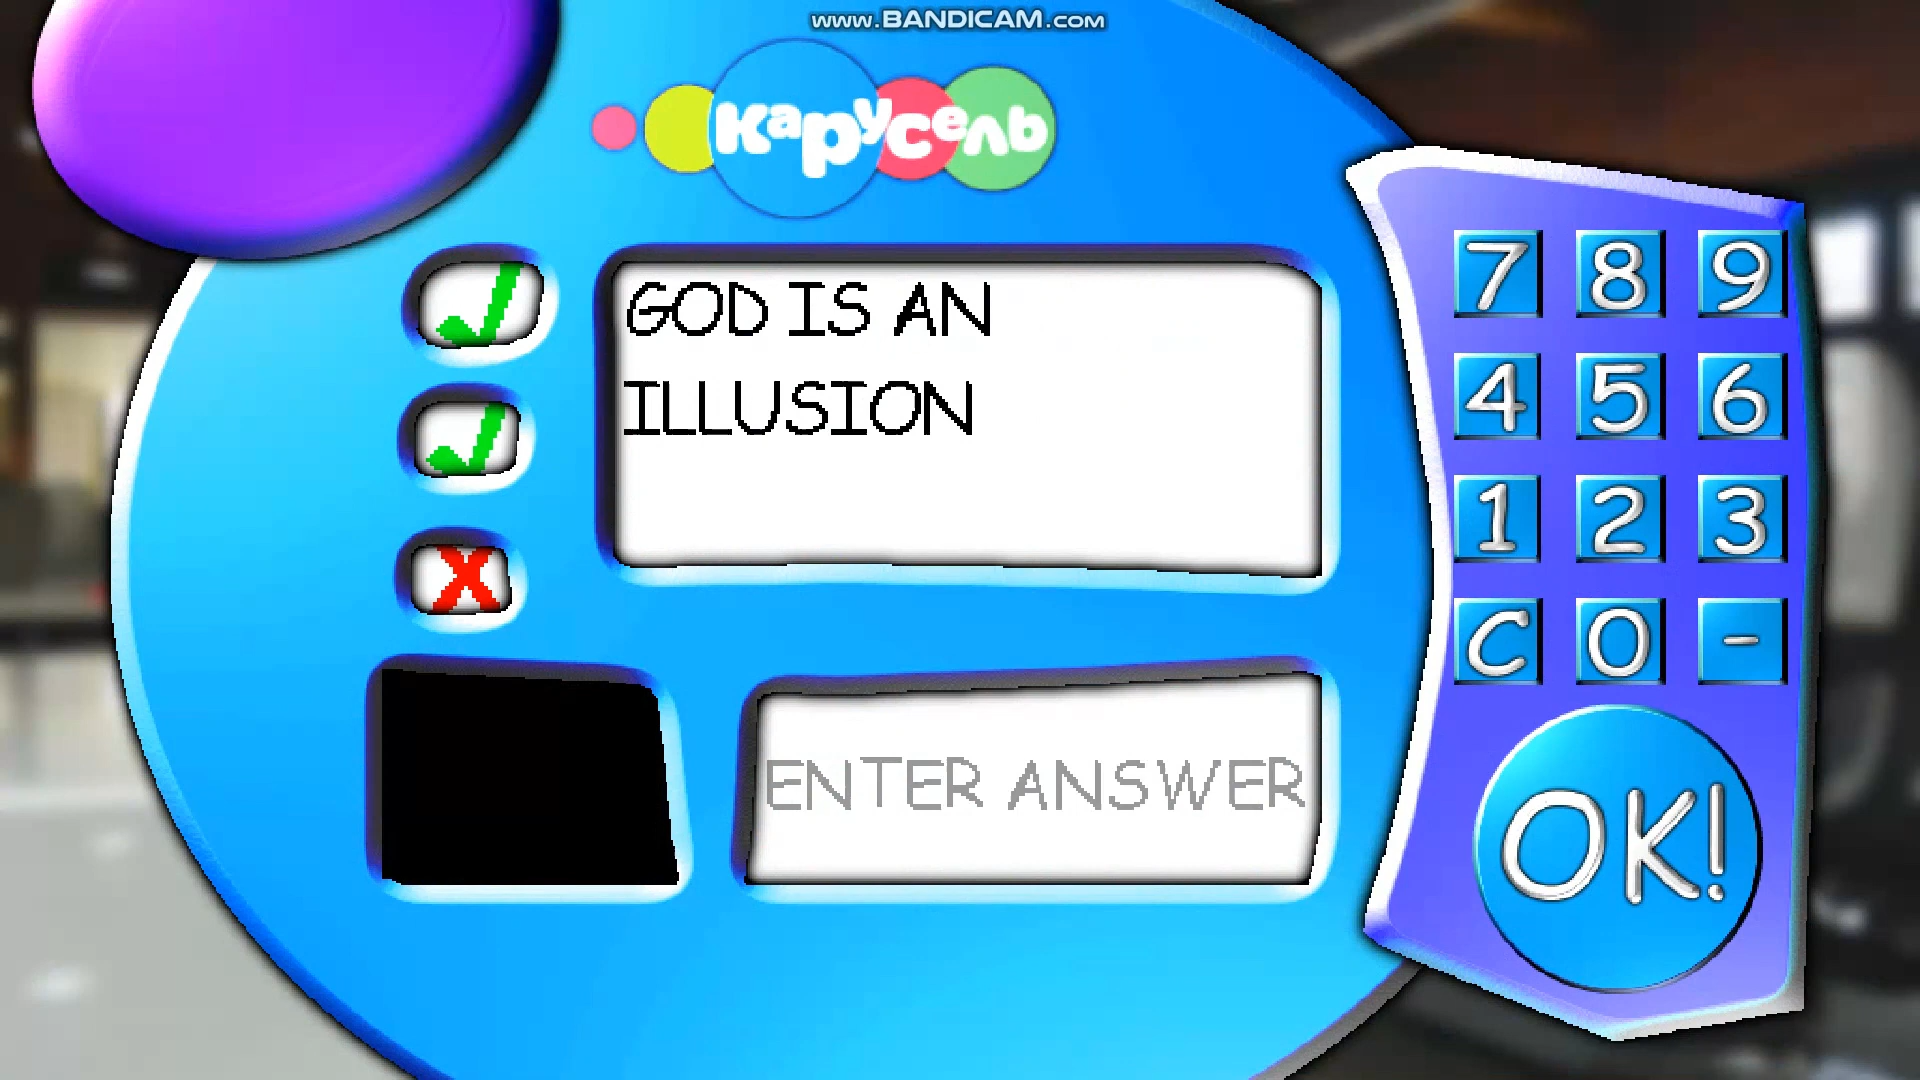 www.BANDICAM.com
карусель
GOD IS AN
ILLUSION
7 8 9
4 5 6
1 2 3
C 0 -
ENTER ANSWER
OK!